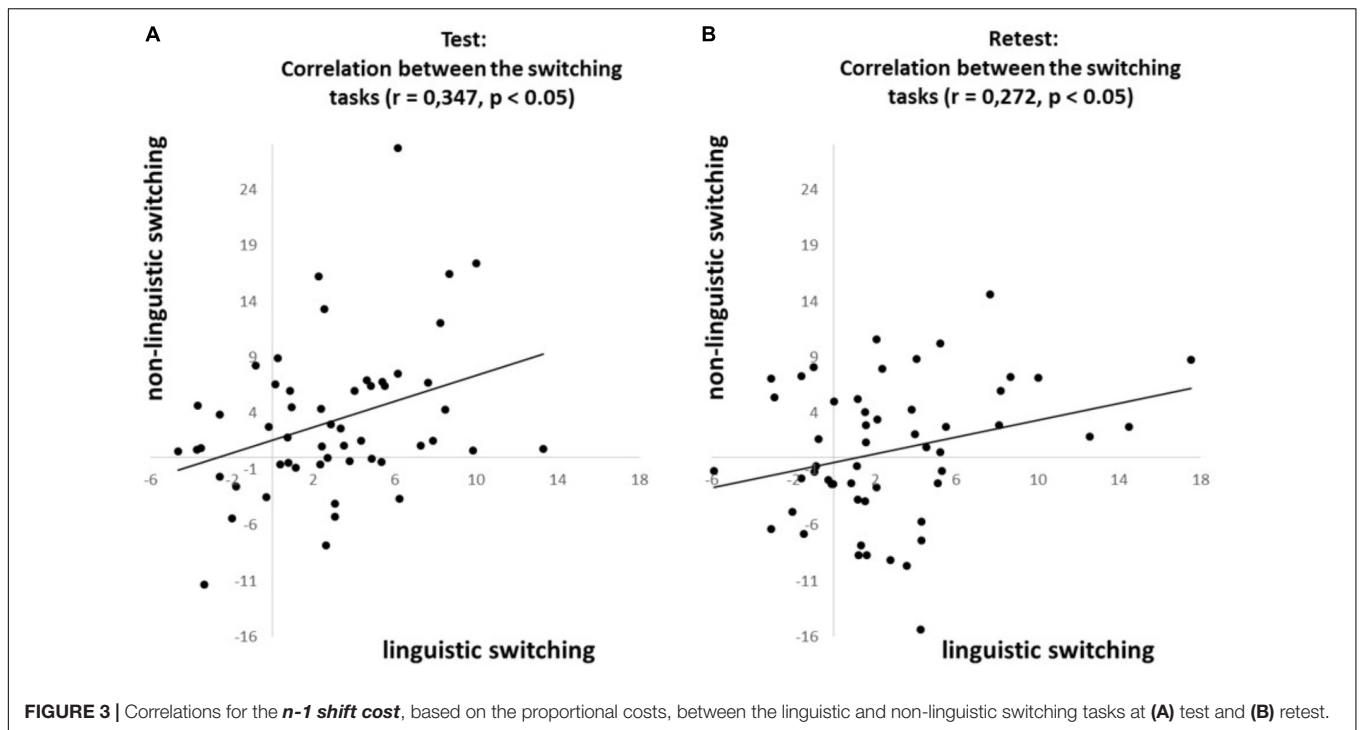 A
Test:
Correlation between the switching
tasks (r = 0,347, p < 0.05)
non-linguistic switching
24
19
14
9
4
-1
-6
-11
-16
-6
-2
2
6
10
14
18
linguistic switching
B
Retest:
Correlation between the switching
tasks (r = 0,272, p < 0.05)
non-linguistic switching
24
19
14
9
4
-1
-6
-11
-16
-6
-2
2
6
10
14
18
linguistic switching
FIGURE 3 | Correlations for the n-1 shift cost, based on the proportional costs, between the linguistic and non-linguistic switching tasks at (A) test and (B) retest.